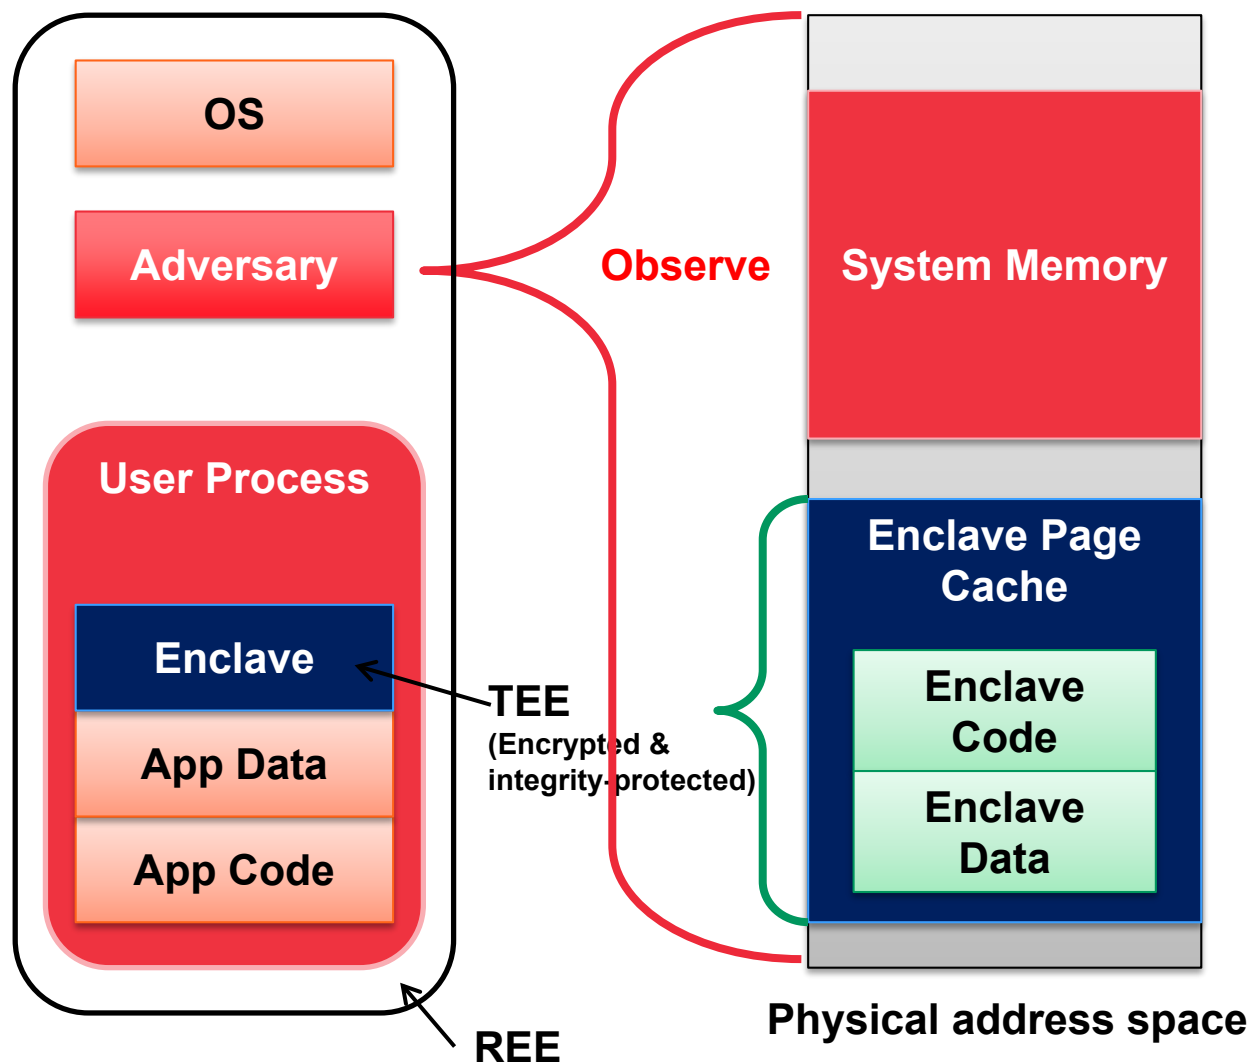 OS
Adversary
User Process
Enclave
App Data
App Code
REE
TEE
(Encrypted &
integrity-protected)
Observe
System Memory
Enclave Page
Cache
Enclave
Code
Enclave
Data
Physical address space